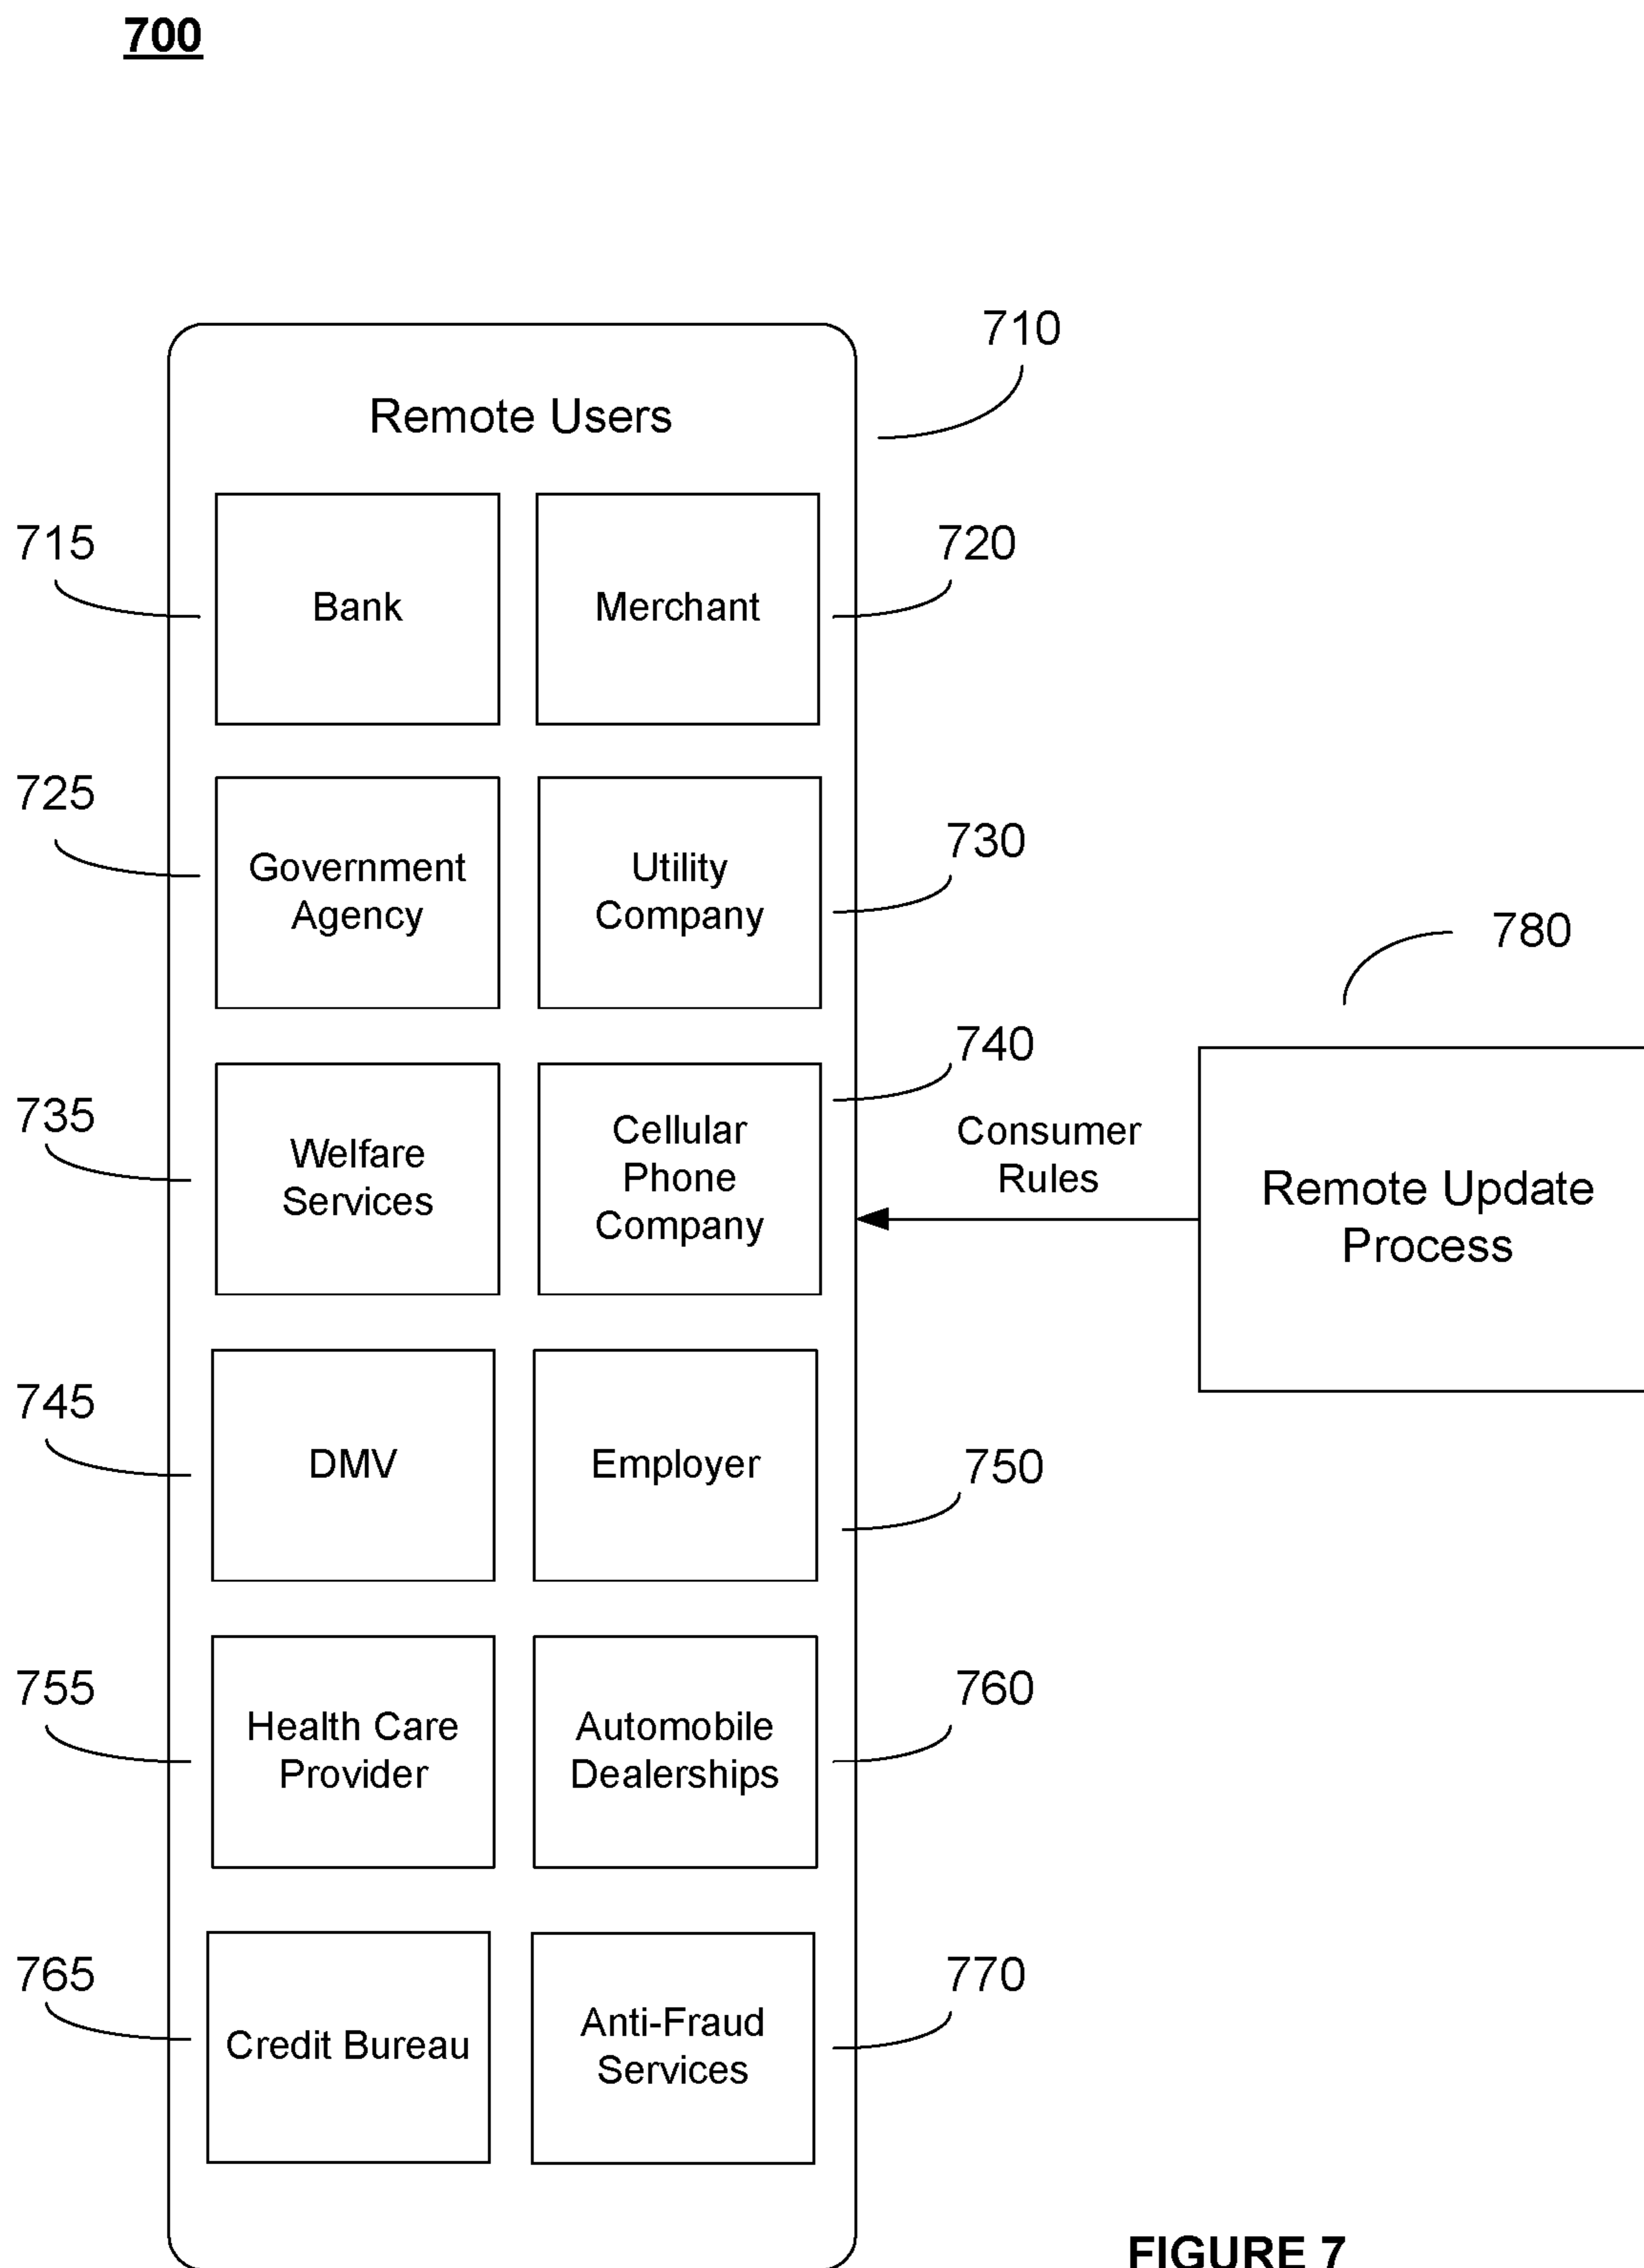 700
710
Remote Users
715
Bank
Merchant
720
725
Government
Agency
Utility
Company
730
780
735
Welfare
Services
Cellular
Phone
Company
740
Consumer
Rules
Remote Update
Process
745
DMV
Employer
750
755
Health Care
Provider
Automobile
Dealerships
760
765
Credit Bureau
Anti-Fraud
Services
770
FIGURE 7